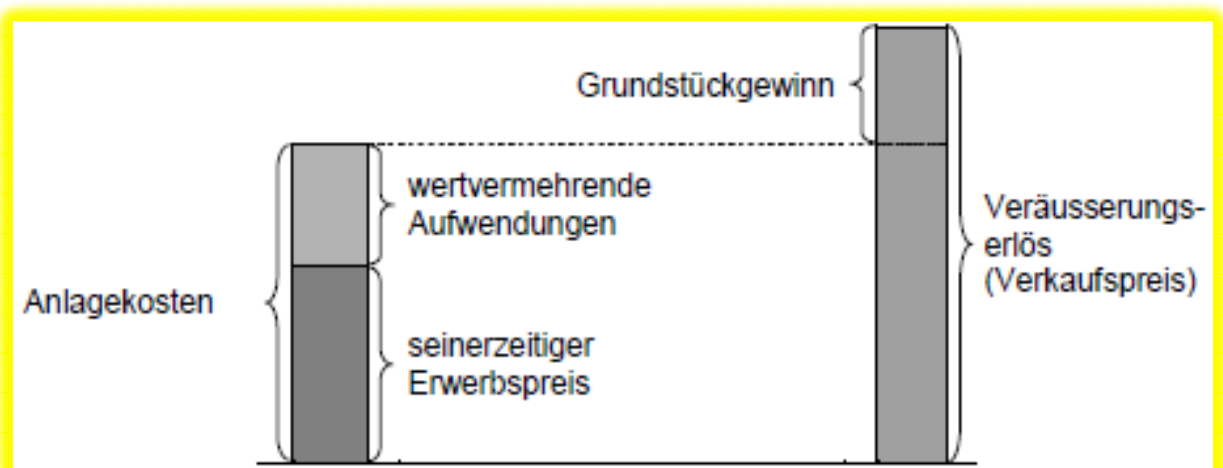 Grundstückgewinn
wertvermehrende
Aufwendungen
Veräusserungs-
erlös
(Verkaufspreis)
Anlagekosten
seinerzeitiger
Erwerbspreis